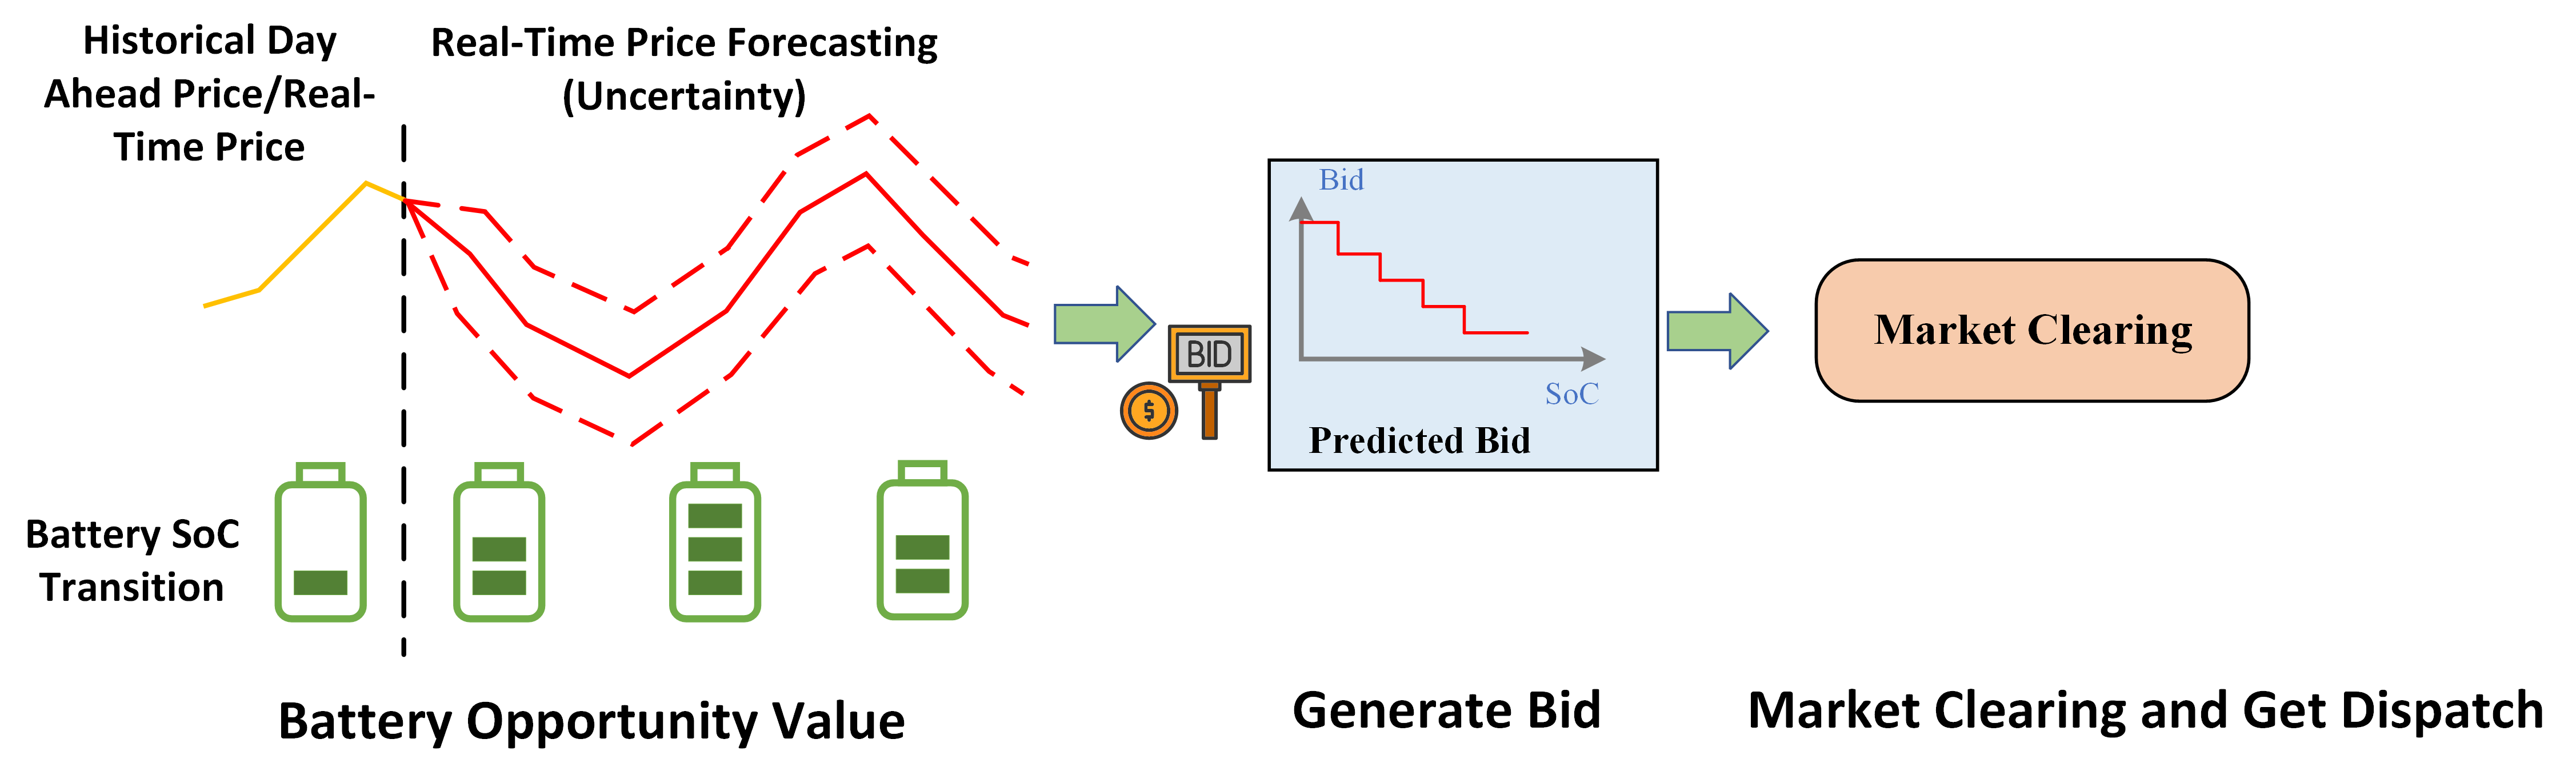 Historical Day
Ahead Price/Real-
Time Price
Real-Time Price Forecasting
(Uncertainty)
Battery SoC
Transition
Battery Opportunity Value
$
BID
Bid
SoC
Predicted Bid
Generate Bid
Market Clearing
Market Clearing and Get Dispatch